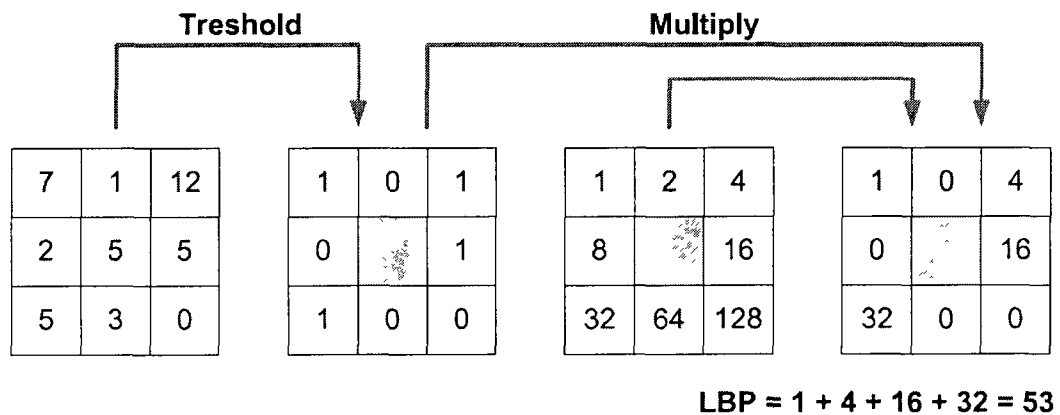 Treshold Multiply
7 1 12 1 0 1 1 2 4 1 0 4
2 5 5 0 1 8 16 0 16
5 3 0 1 0 0 32 64 128 32 0 0
LBP = 1 + 4 + 16 + 32 = 53